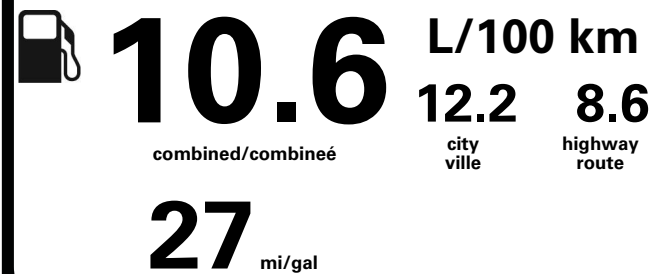 10.6 L/100 km
12.2 8.6
combined/combineé
city highway
ville route
27 mi/gal